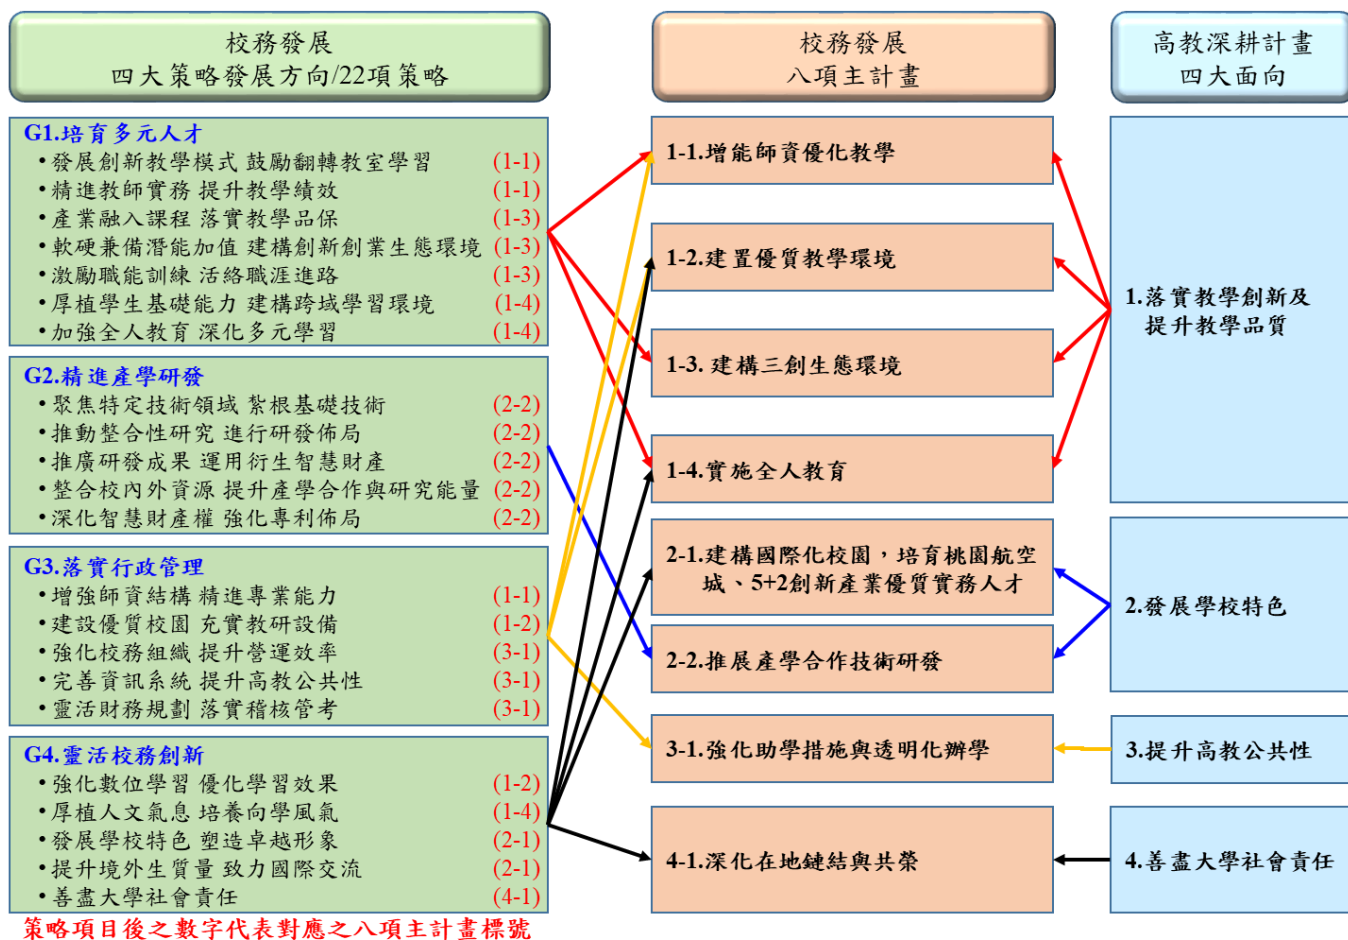 校務發展
四大策略發展方向/22項策略
G1.培育多元人才
•發展創新教學模式 鼓勵翻轉教室學習 (1-1)
•精進教師實務 提升教學績效 (1-1)
•產業融入課程 落實教學品保 (1-3)
•軟硬兼備潛能加值 建構創新創業生態環境 (1-3)
•激勵職能訓練 活絡職涯進路 (1-3)
•厚植學生基礎能力 建構跨域學習環境 (1-4)
•加強全人教育 深化多元學習 (1-4)
G2.精進產學研發
•聚焦特定技術領域 紮根基礎技術 (2-2)
•推動整合性研究 進行研發佈局 (2-2)
•推廣研發成果 運用衍生智慧財產 (2-2)
•整合校內外資源 提升產學合作與研究能量 (2-2)
•深化智慧財產權 強化專利佈局 (2-2)
G3.落實行政管理
•增強師資結構 精進專業能力 (1-1)
•建設優質校園 充實教研設備 (1-2)
•強化校務組織 提升營運效率 (3-1)
•完善資訊系統 提升高教公共性 (3-1)
•靈活財務規劃 落實稽核管考 (3-1)
G4.靈活校務創新
•強化數位學習 優化學習效果 (1-2)
•厚植人文氣息 培養向學風氣 (1-4)
•發展學校特色 塑造卓越形象 (2-1)
•提升境外生質量 致力國際交流 (2-1)
•善盡大學社會責任 (4-1)
策略項目後之數字代表對應之八項主計畫標號
校務發展
八項主計畫
1-1.增能師資優化教學
1-2.建置優質教學環境
1-3. 建構三創生態環境
1-4.實施全人教育
2-1.建構國際化校園，培育桃園航空
城、5+2創新產業優質實務人才
2-2.推展產學合作技術研發
3-1.強化助學措施與透明化辦學
4-1.深化在地鏈結與共榮
高教深耕計畫
四大面向
1.落實教學創新及
提升教學品質
2.發展學校特色
3.提升高教公共性
4.善盡大學社會責任